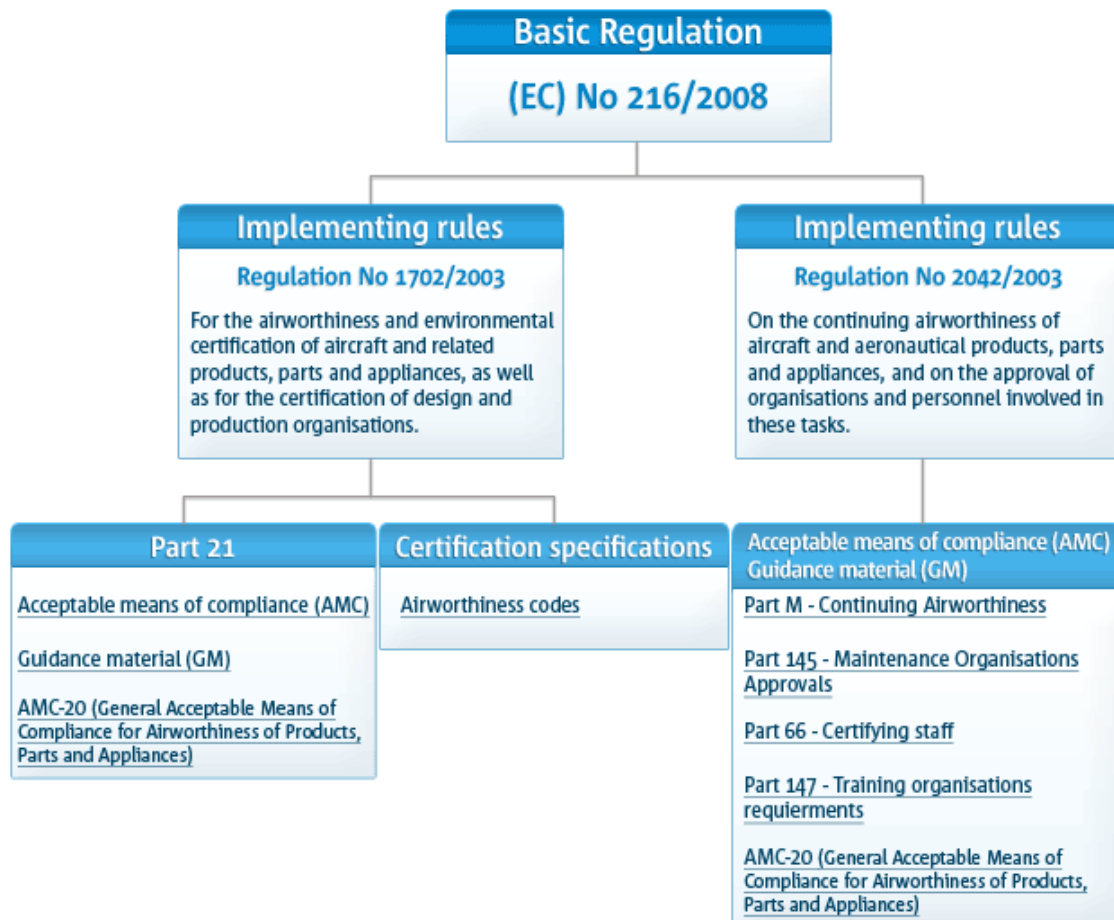 Basic Regulation
(EC) No 216/2008
Implementing rules
Regulation No 1702/2003
For the airworthiness and environmental
certification of aircraft and related
products, parts and appliances, as well
as for the certification of design and
production organisations.
Implementing rules
Regulation No 2042/2003
On the continuing airworthiness of
aircraft and aeronautical products, parts
and appliances, and on the approval of
organisations and personnel involved in
these tasks.
Part 21
Acceptable means of compliance (AMC)
Guidance material (GM)
AMC-20 (General Acceptable Means of
Compliance for Airworthiness of Products,
Parts and Appliances)
Certification specifications
Airworthiness codes
Acceptable means of compliance (AMC)
Guidance material (GM)
Part M - Continuing Airworthiness
Part 145 - Maintenance Organisations
Approvals
Part 66 - Certifying staff
Part 147 - Training organisations
requierments
AMC-20 (General Acceptable Means of
Compliance for Airworthiness of Products,
Parts and Appliances)